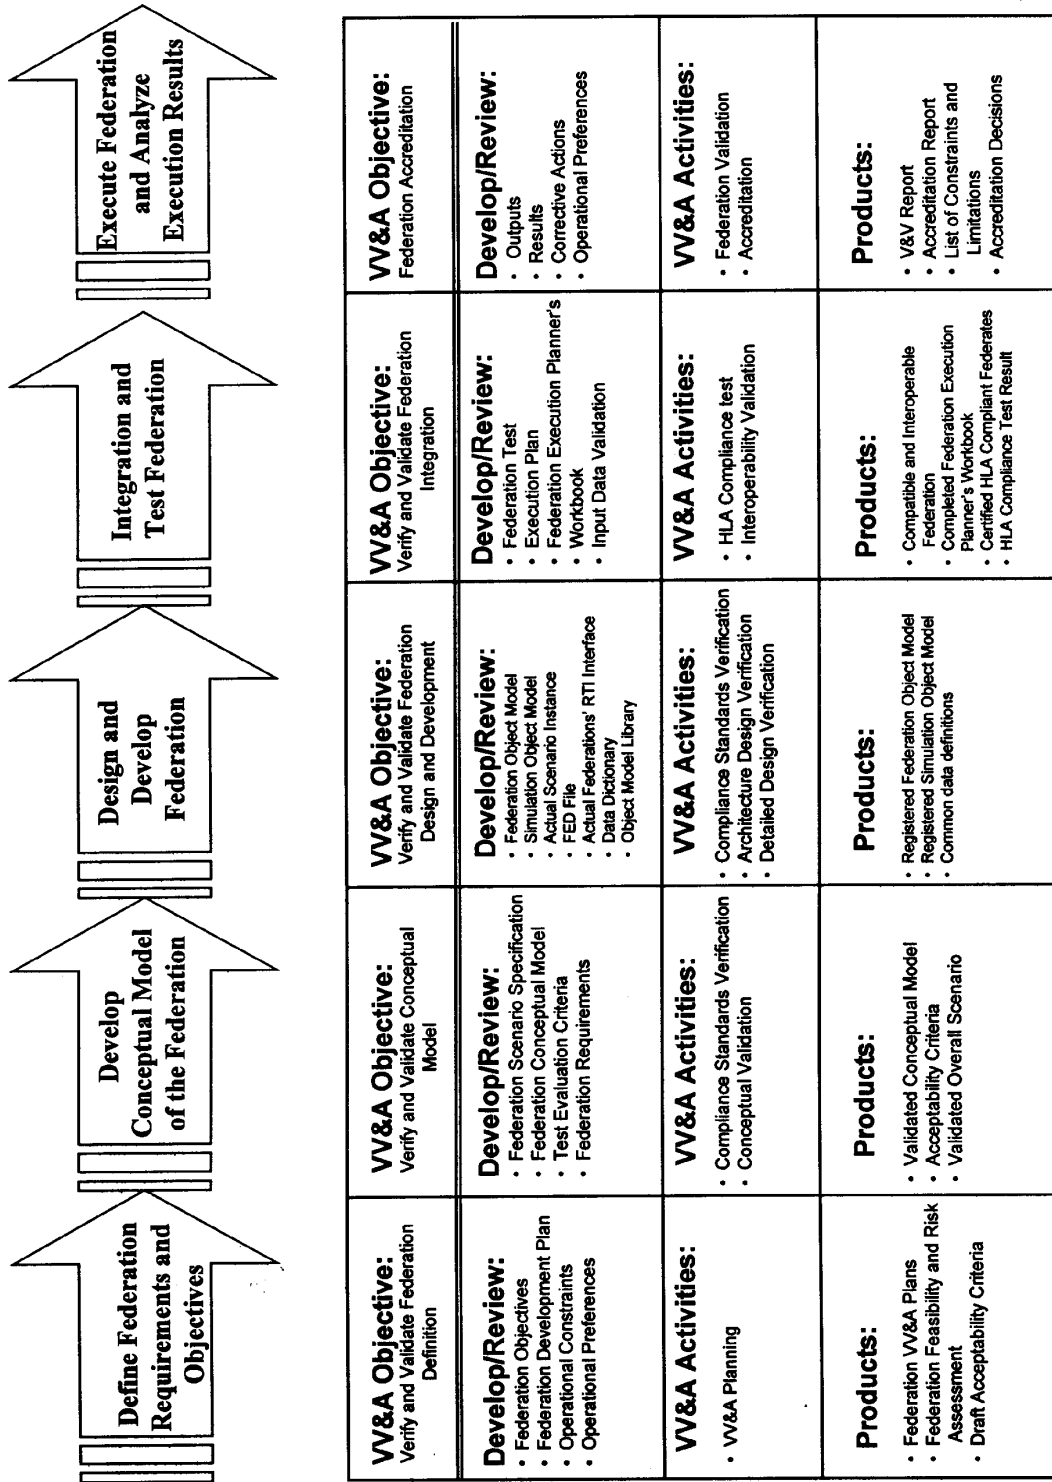 Define Federation
Requirements and
Objectives
Develop
Conceptual Model
of the Federation
Design and
Develop
Federation
Integration and
Test Federation
Execute Federation
and Analyze
Execution Results
VV&A Objective:
Verify and Validate Federation
Definition
VV&A Objective:
Verify and Validate Conceptual
Model
VV&A Objective:
Verify and Validate Federation
Design and Development
VV&A Objective:
Verify and Validate Federation
Integration
VV&A Objective:
Federation Accreditation
Develop/Review:
• Federation Objectives
• Federation Development Plan
• Operational Constraints
• Operational Preferences
Develop/Review:
• Federation Scenario Specification
• Federation Conceptual Model
• Test Evaluation Criteria
• Federation Requirements
Develop/Review:
• Federation Object Model
• Simulation Object Model
• Actual Scenario Instance
• FED File
• Actual Federations' RTI Interface
• Data Dictionary
• Object Model Library
Develop/Review:
• Federation Test
• Execution Plan
• Federation Execution Planner's
• Workbook
• Input Data Validation
Develop/Review:
• Outputs
• Results
• Corrective Actions
• Operational Preferences
VV&A Activities:
• VV&A Planning
VV&A Activities:
• Compliance Standards Verification
• Conceptual Validation
VV&A Activities:
• Compliance Standards Verification
• Architecture Design Verification
• Detailed Design Verification
VV&A Activities:
• HLA Compliance test
• Interoperability Validation
VV&A Activities:
• Federation Validation
• Accreditation
Products:
• Federation VV&A Plans
• Federation Feasibility and Risk
Assessment
• Draft Acceptability Criteria
Products:
• Validated Conceptual Model
• Acceptability Criteria
• Validated Overall Scenario
Products:
• Registered Federation Object Model
• Registered Simulation Object Model
• Common data definitions
Products:
• Compatible and Interoperable
Federation
• Completed Federation Execution
Planner's Workbook
• Certified HLA Compliant Federates
• HLA Compliance Test Result
Products:
• V&V Report
• Accreditation Report
• List of Constraints and
Limitations
• Accreditation Decisions